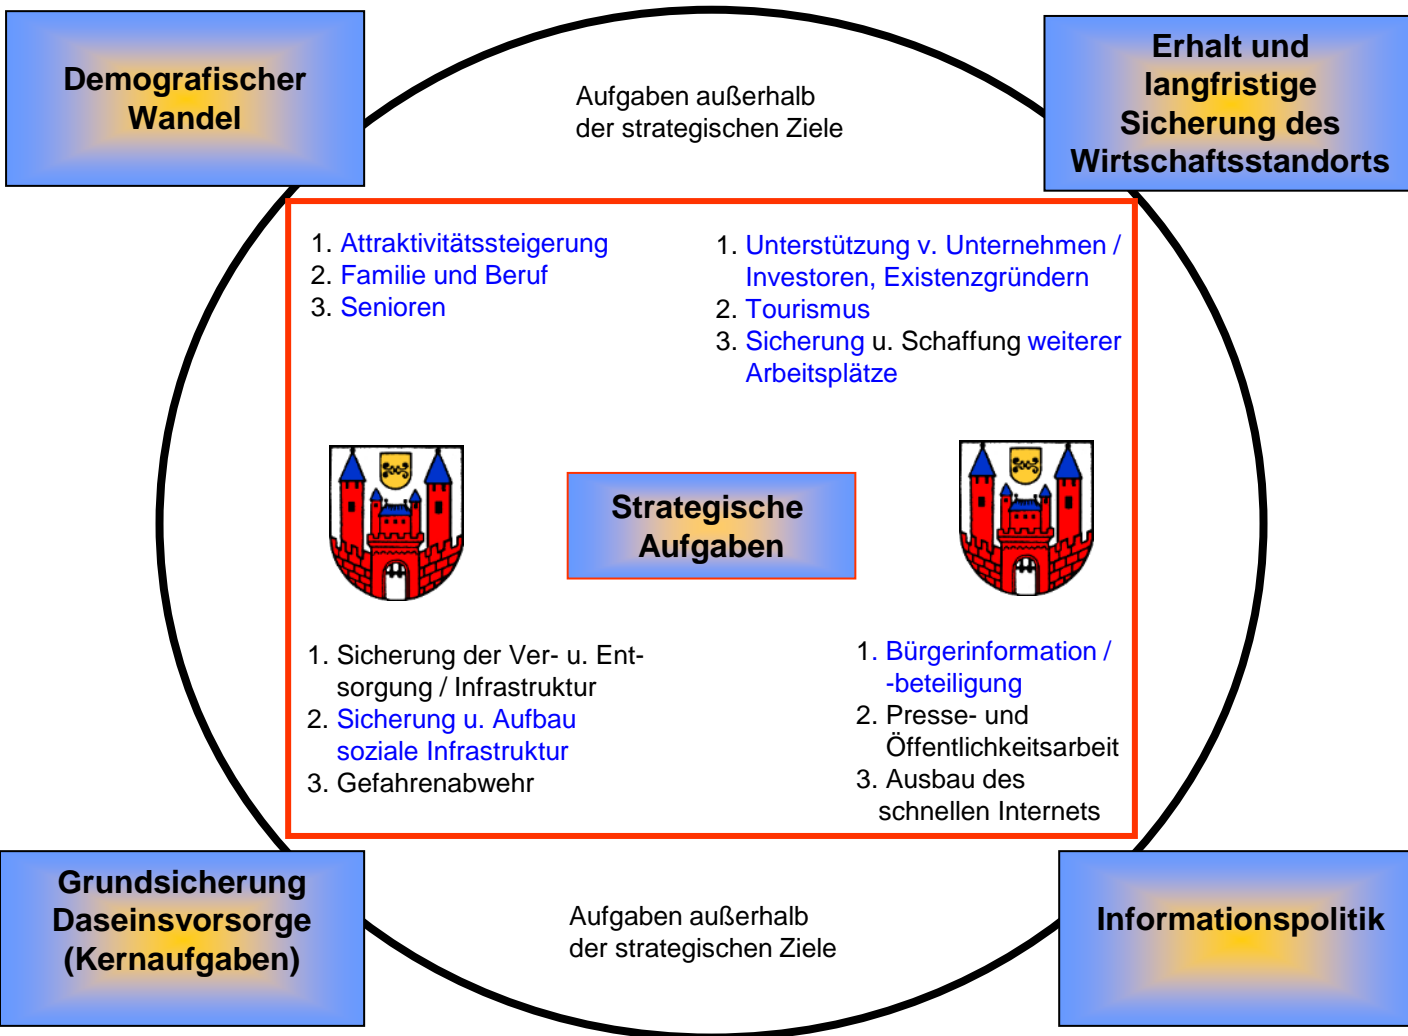 Demografischer
Wandel
Aufgaben außerhalb
der strategischen Ziele
Erhalt und
langfristige
Sicherung des
Wirtschaftsstandorts
1. Attraktivitätssteigerung
2. Familie und Beruf
3. Senioren
1. Unterstützung v. Unternehmen /
Investoren, Existenzgründern
2. Tourismus
3. Sicherung u. Schaffung weiterer
Arbeitsplätze
Strategische
Aufgaben
1. Sicherung der Ver- u. Ent-
sorgung / Infrastruktur
2. Sicherung u. Aufbau
soziale Infrastruktur
3. Gefahrenabwehr
1. Bürgerinformation /
-beteiligung
2. Presse- und
Öffentlichkeitsarbeit
3. Ausbau des
schnellen Internets
Grundsicherung
Daseinsvorsorge
(Kernaufgaben)
Aufgaben außerhalb
der strategischen Ziele
Informationspolitik